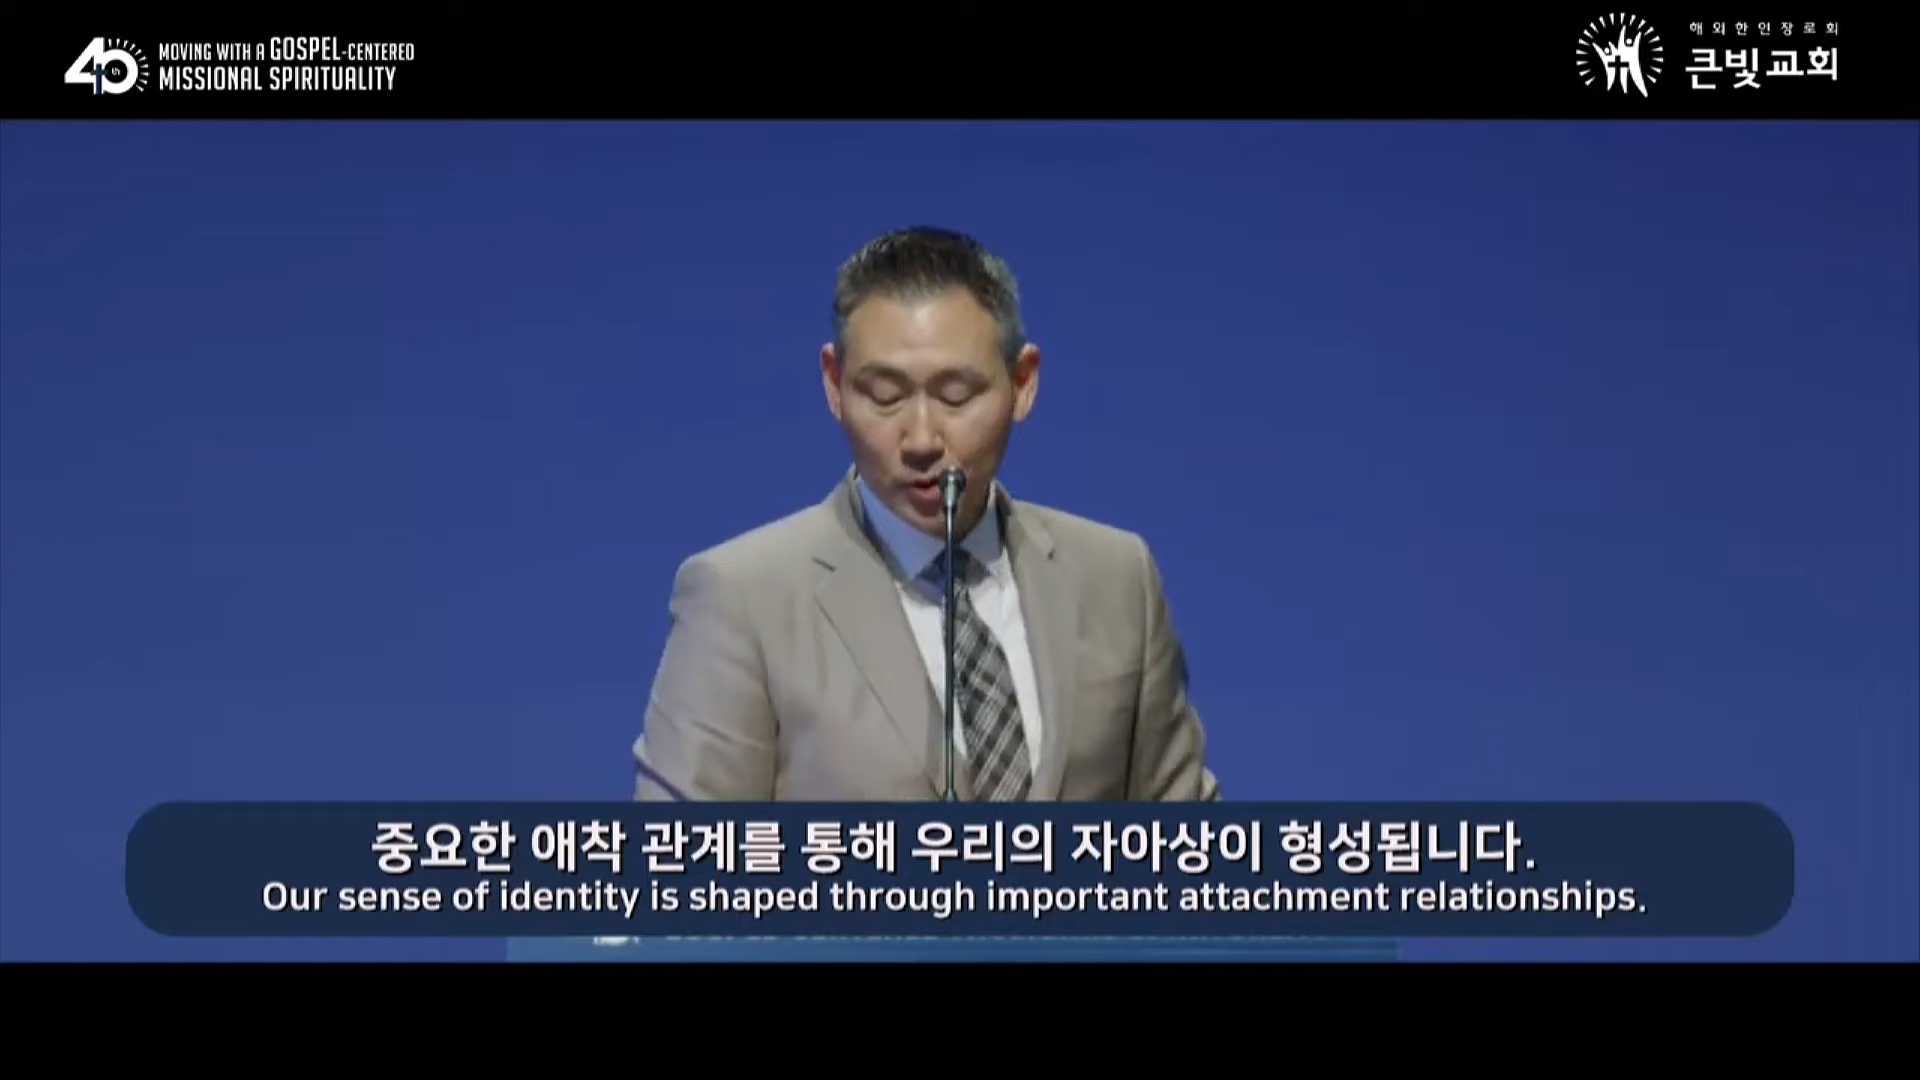 40th
MOVING WITH A GOSPEL-CENTERED
MISSIONAL SPIRITUALITY
해외한인장로회
큰빛교회
중요한 애착 관계를 통해 우리의 자아상이 형성됩니다.
Our sense of identity is shaped through important attachment relationships.